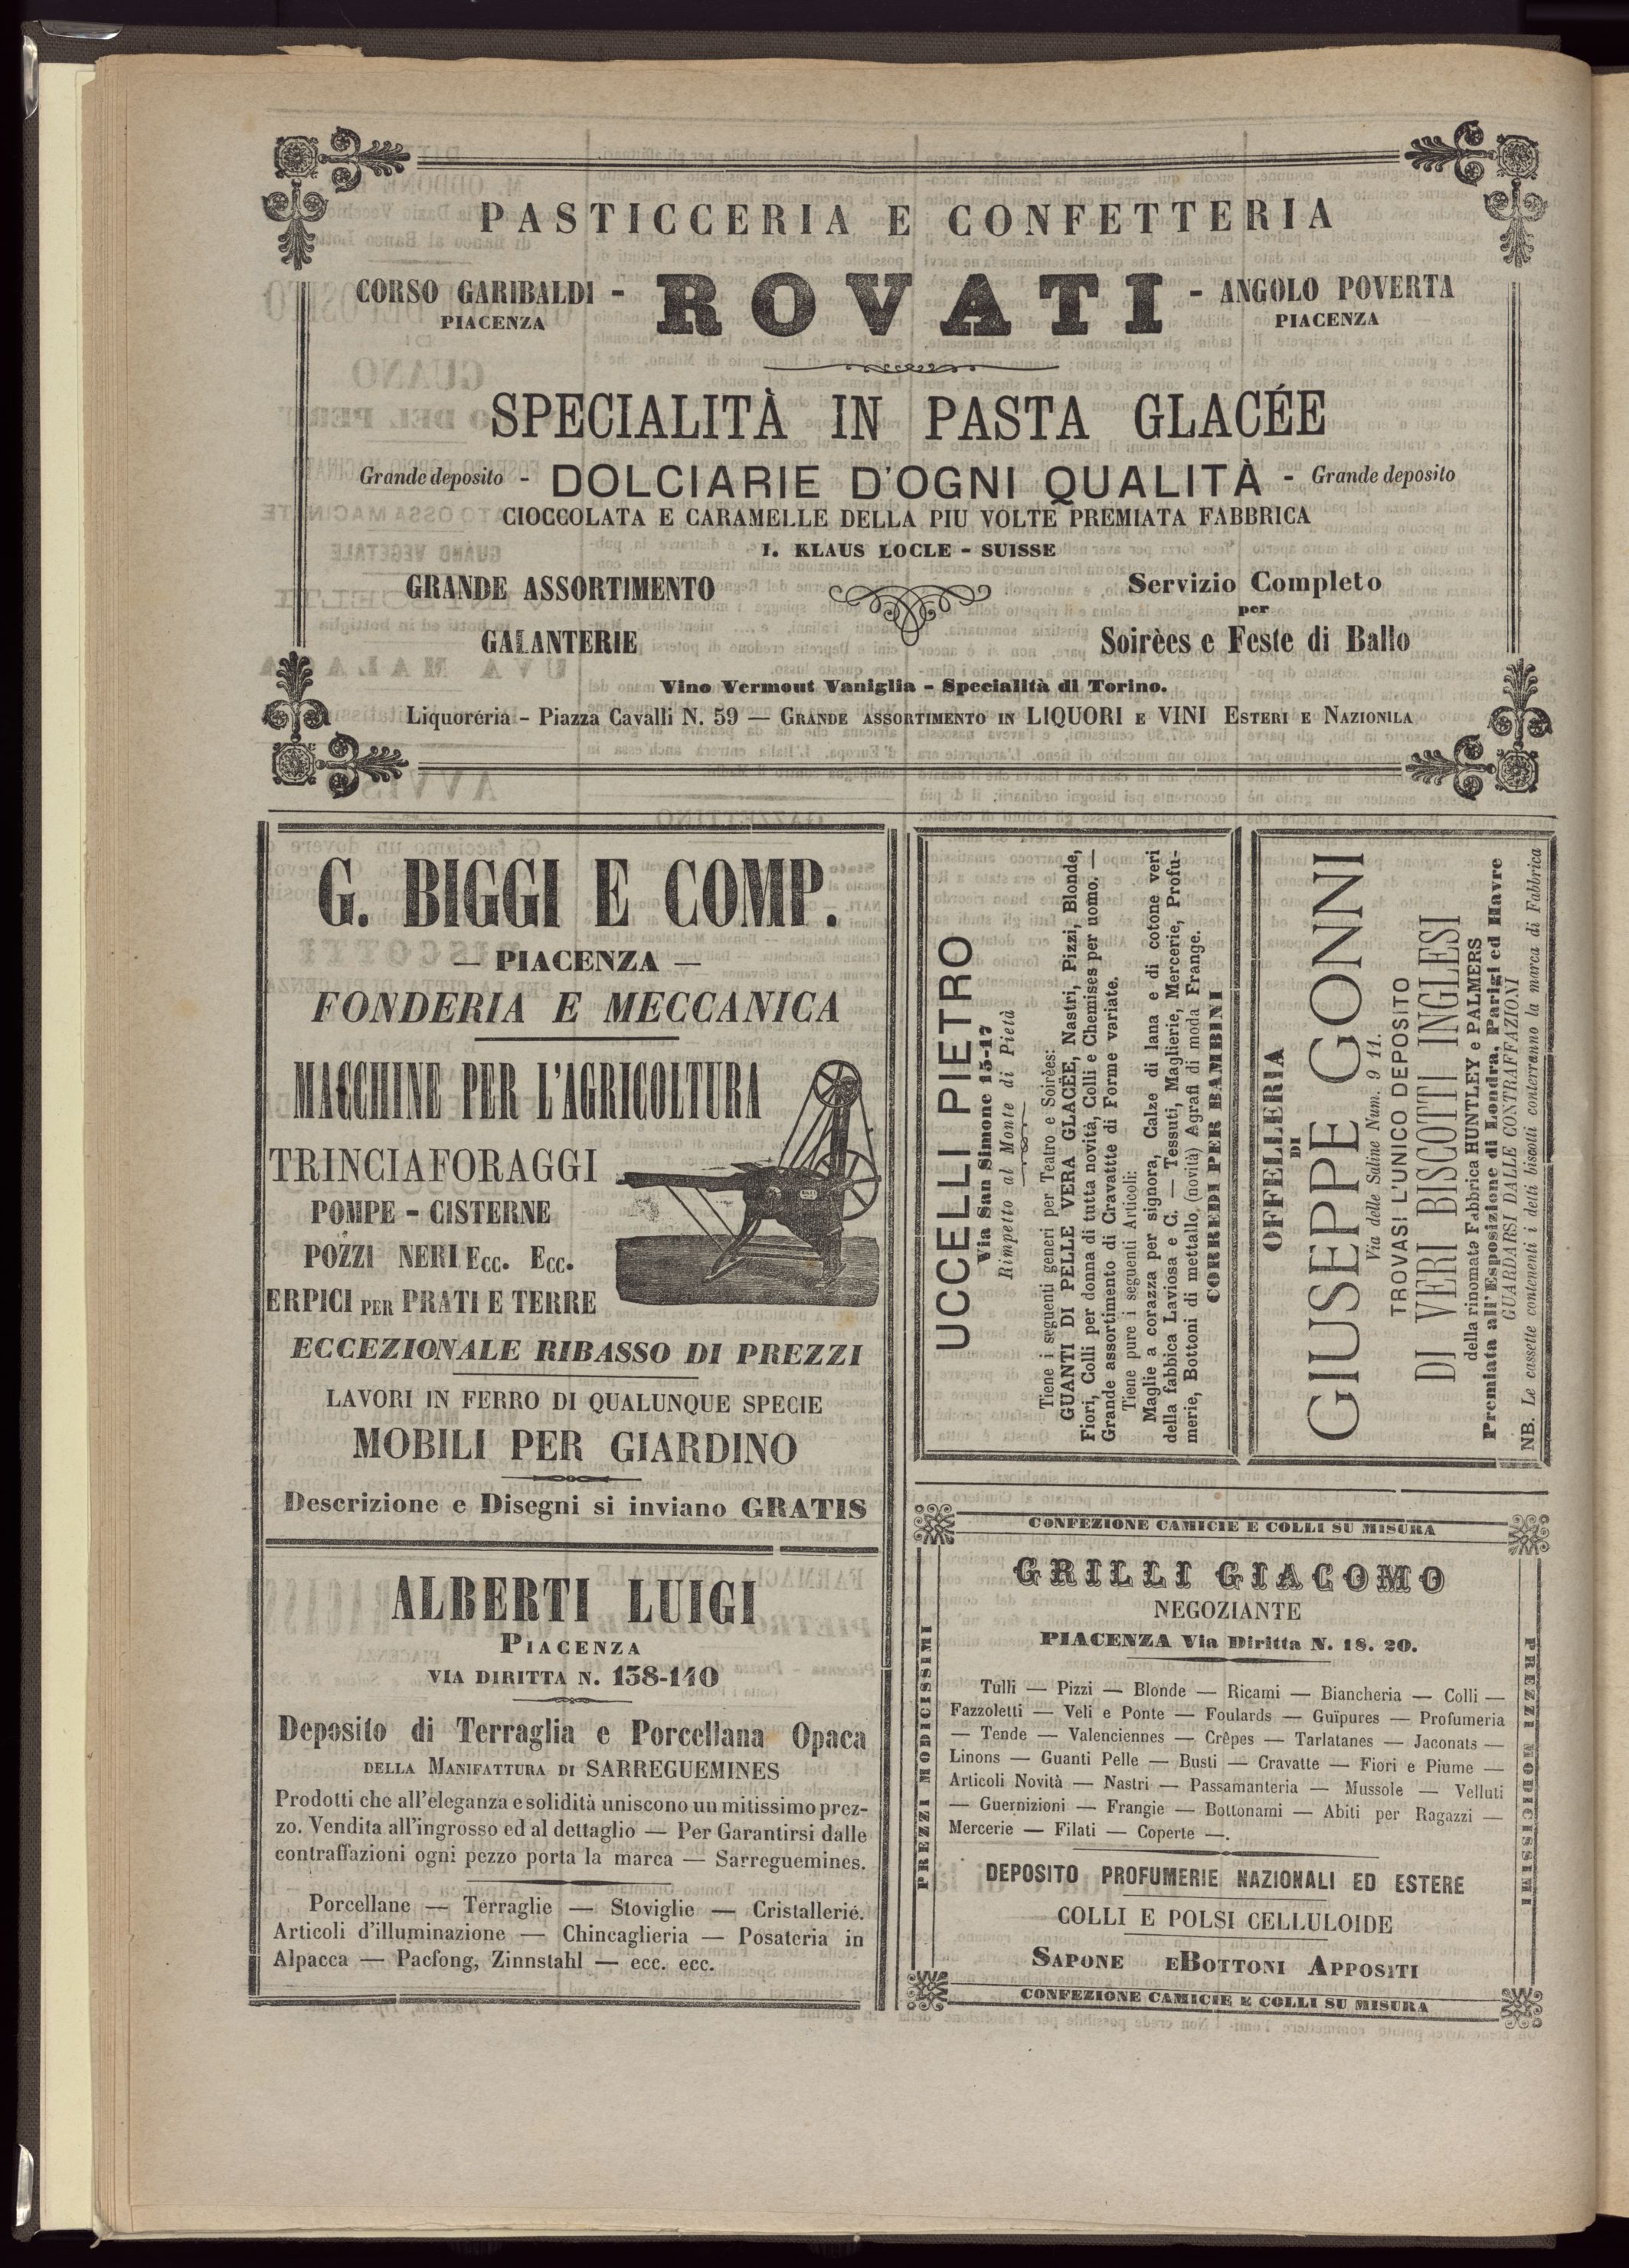 PASTICCERIA E CONFETTERIA
CORSO GARIBALDI - ROVATI - ANGOLO POVERTA
PIACENZA PIACENZA
SPECIALITÀ IN PASTA GLACÉE
Grande deposito - DOLCIARIE D'OGNI QUALITÀ - Grande deposito
CIOCCOLATA E CARAMELLE DELLA PIU VOLTE PREMIATA FABBRICA
I. KLAUS LOCLE - SUISSE
GRANDE ASSORTIMENTO
GALANTERIE
Servizio Completo
per
Soirèes e Feste di Ballo
Vino Vermout Vaniglia - Specialità di Torino.
Liquoréria - Piazza Cavalli N. 59 — GRANDE ASSORTIMENTO IN LIQUORI E VINI ESTERI E NAZIONILA
G. BIGGI E COMP.
— PIACENZA —
FONDERIA E MECCANICA
MACCHINE PER L'AGRICOLTURA
TRINCIAFORAGGI
POMPE - CISTERNE
POZZI NERI ECC. ECC.
ERPICI PER PRATI E TERRE
ECCEZIONALE RIBASSO DI PREZZI
LAVORI IN FERRO DI QUALUNQUE SPECIE
MOBILI PER GIARDINO
Descrizione e Disegni si inviano GRATIS
ALBERTI LUIGI
PIACENZA
VIA DIRITTA N. 138-140
Deposito di Terraglia e Porcellana Opaca
DELLA MANIFATTURA DI SARREGUEMINES
Prodotti che all'eleganza e solidità uniscono un mitissimo prez-
zo. Vendita all'ingrosso ed al dettaglio — Per Garantirsi dalle
contraffazioni ogni pezzo porta la marca — Sarreguemines.
Porcellane — Terraglie — Stoviglie — Cristallerié.
Articoli d'illuminazione — Chincaglieria — Posateria in
Alpacca — Pacfong, Zinnstahl — ecc. ecc.
UCCELLI PIETRO
Via San Simone 15-17
Rimpetto al Monte di Pietà
Tiene i seguenti generi per Teatro e Soirèes:
GUANTI DI PELLE VERA GLACÈE, Nastri, Pizzi, Blonde,
Fiori, Colli per donna di tutta novità, Colli e Chemises per uomo. —
Grande assortimento di Cravattte di Forme variate.
Tiene pure i seguenti Articoli:
Maglie a corazza per signora, Calze di lana e di cotone veri
della fabbica Laviosa e C. — Tessuti, Maglierie, Mercerie, Profu-
merie, Bottoni di mettallo, (novità) Agrafi di moda Frange.
CORREDI PER BAMBINI
OFFELLERIA
DI
GIUSEPPE GONNI
Via delle Saline Num. 9 11.
TROVASI L'UNICO DEPOSITO
DI VERI BISCOTTI INGLESI
della rinomata Fabbrica HUNTLEY e PALMERS
Premiata all'Esposizione di Londra, Parigi ed Havre
GUARDARSI DALLE CONTRAFFAZIONI
NB. Le cassette contenenti i detti biscotti conterranno la marca di Fabbrica
CONFEZIONE CAMICIE E COLLI SU MISURA
GRILLI GIACOMO
NEGOZIANTE
PIACENZA Via Diritta N. 18. 20.
PREZZI MODICISSIMI
Tulli — Pizzi — Blonde — Ricami — Biancheria — Colli —
Fazzoletti — Veli e Ponte — Foulards — Guïpures — Profumeria
— Tende — Valenciennes — Crêpes — Tarlatanes — Jaconats —
Linons — Guanti Pelle — Busti — Cravatte — Fiori e Piume —
Articoli Novità — Nastri — Passamanteria — Mussole — Velluti
— Guernizioni — Frangie — Bottonami — Abiti per Ragazzi —
Mercerie — Filati — Coperte —.
PREZZI MODICISSIMI
DEPOSITO PROFUMERIE NAZIONALI ED ESTERE
COLLI E POLSI CELLULOIDE
SAPONE eBOTTONI APPOSITI
CONFEZIONE CAMICIE E COLLI SU MISURA